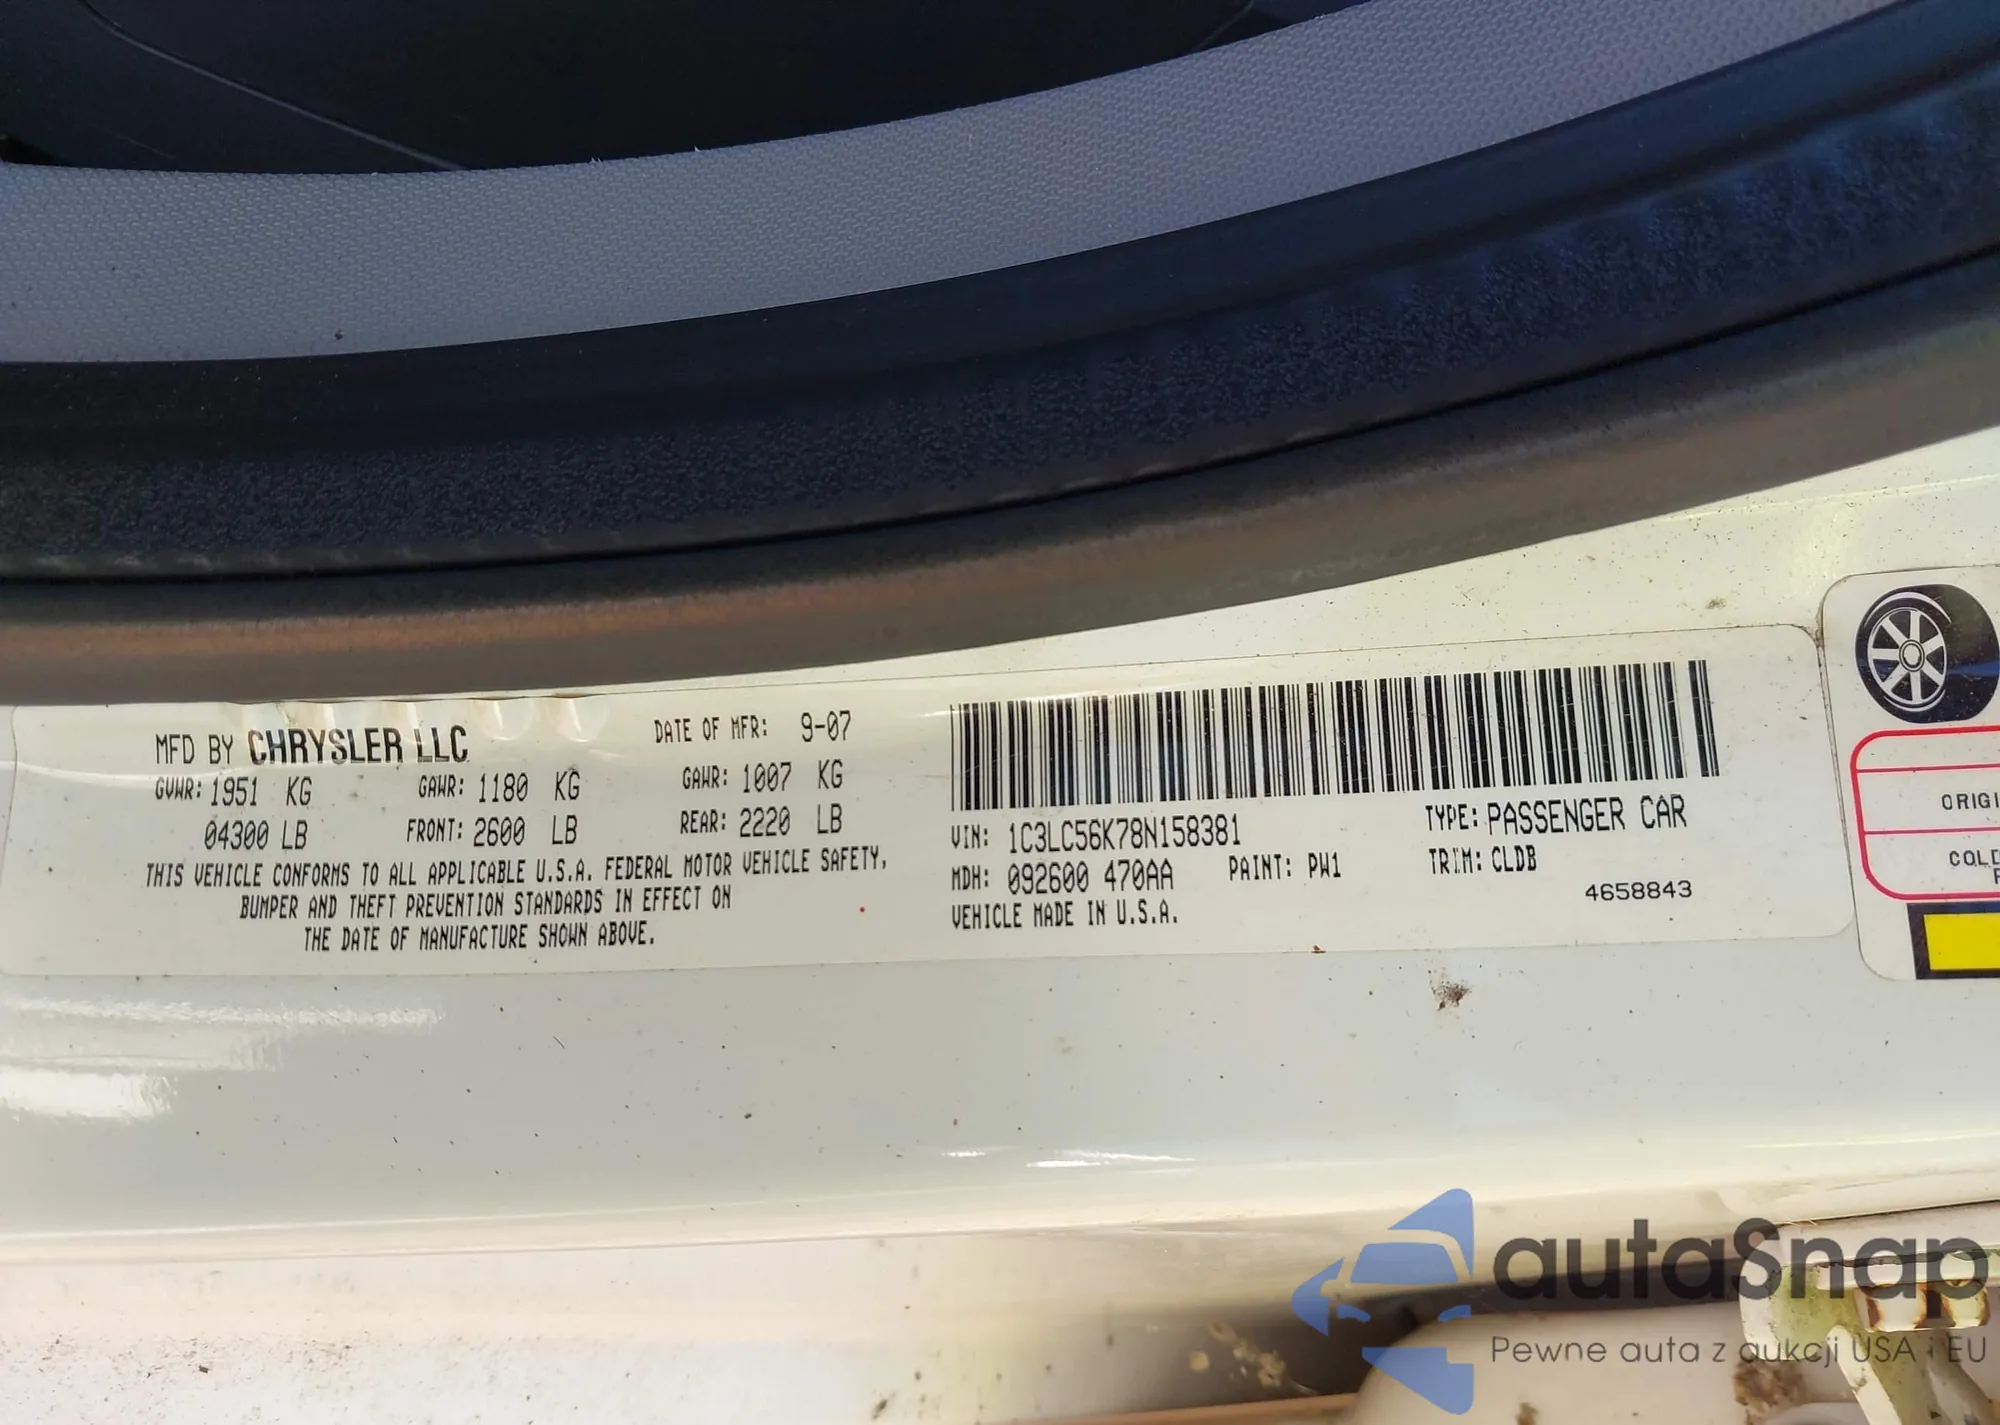 MFD BY CHRYSLER LLC DATE OF MFR: 9-07
GVWR: 1951 KG GAWR: 1180 KG GAWR: 1007 KG
04300 LB FRONT: 2600 LB REAR: 2220 LB
THIS VEHICLE CONFORMS TO ALL APPLICABLE U.S.A. FEDERAL MOTOR VEHICLE SAFETY,
BUMPER AND THEFT PREVENTION STANDARDS IN EFFECT ON
THE DATE OF MANUFACTURE SHOWN ABOVE.
VIN: 1C3LC56K78N158381 TYPE: PASSENGER CAR
MDH: 092600 470AA PAINT: PW1 TRIM: CLDB
VEHICLE MADE IN U.S.A. 4658843
ORIGI
COLD
autaSnap
Pewne auta z aukcji USA i EU